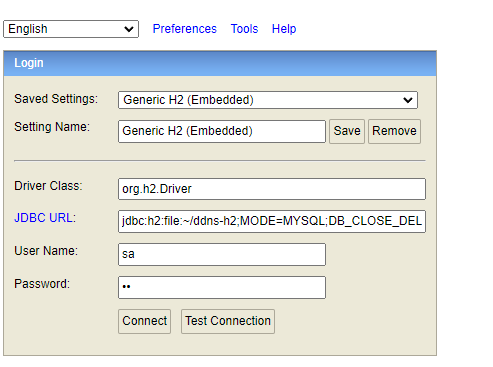 English Preferences Tools Help
Login
Saved Settings: Generic H2 (Embedded)
Setting Name: Generic H2 (Embedded) Save Remove
Driver Class: org.h2.Driver
JDBC URL: jdbc:h2:file:~/ddns-h2;MODE=MYSQL;DB_CLOSE_DEL
User Name: sa
Password: ••
Connect Test Connection